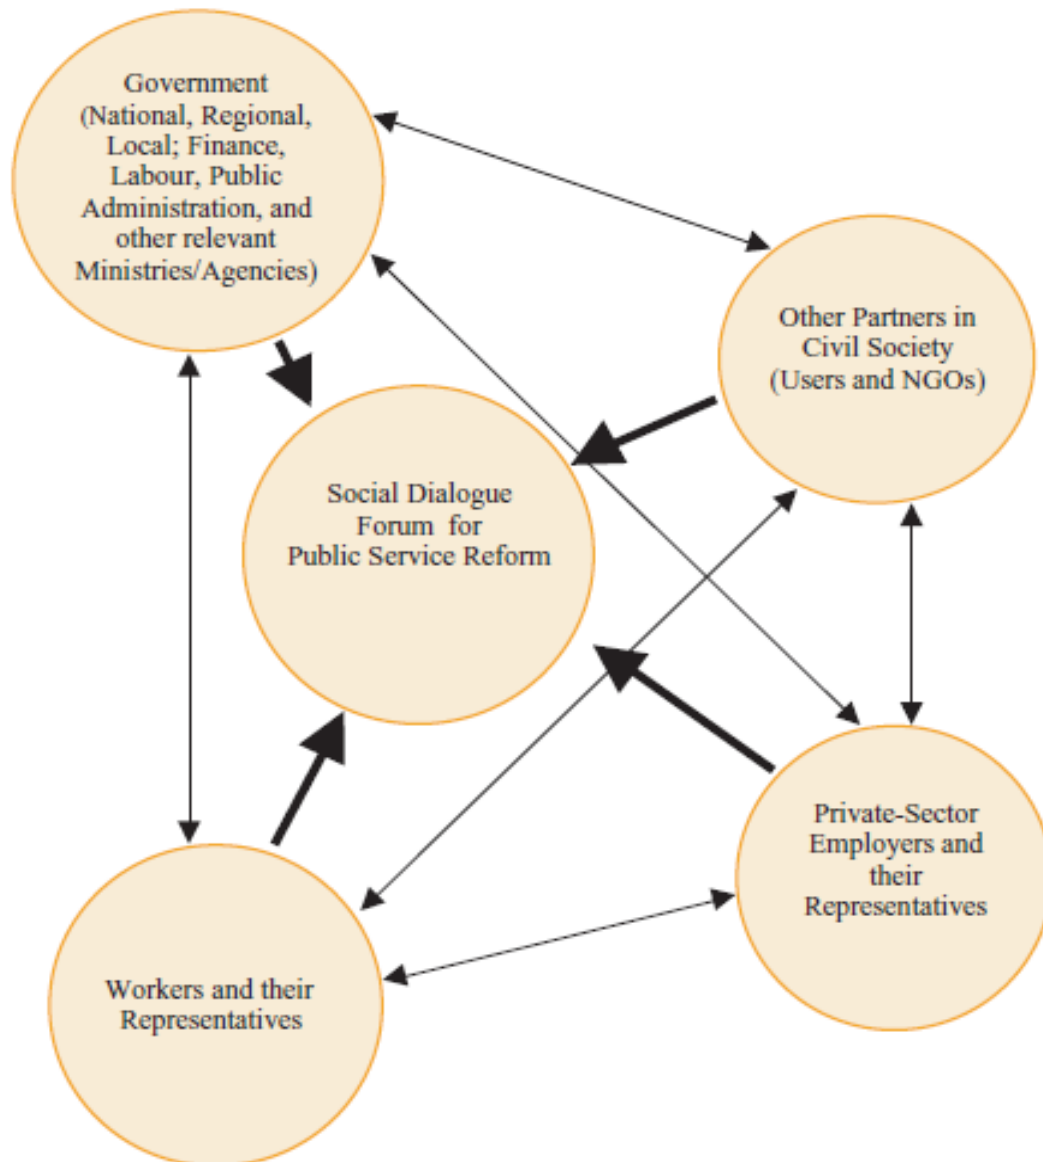 Government
(National, Regional,
Local; Finance,
Labour, Public
Administration, and
other relevant
Ministries/Agencies)
Other Partners in
Civil Society
(Users and NGOs)
Social Dialogue
Forum for
Public Service Reform
Private-Sector
Employers and
their
Representatives
Workers and their
Representatives